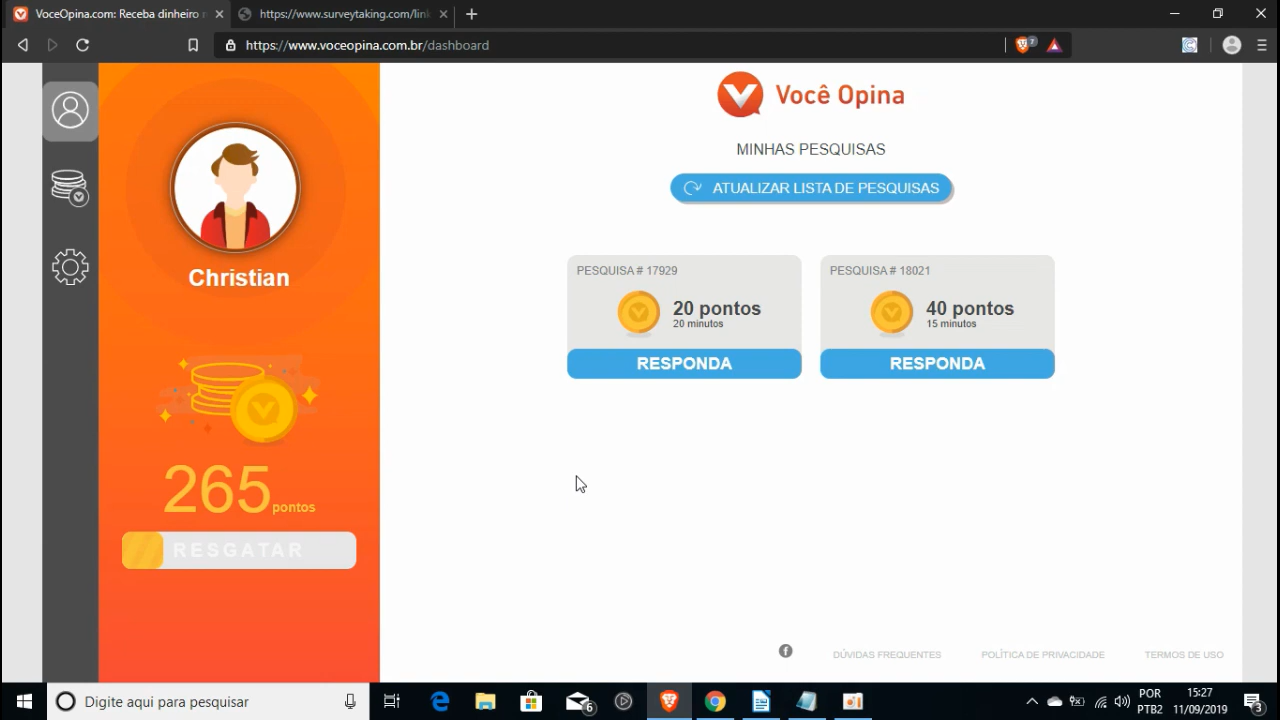 VoceOpina.com: Receba dinheiro
https://www.surveytaking.com/link
https://www.voceopina.com.br/dashboard
7
Você Opina
MINHAS PESQUISAS
ATUALIZAR LISTA DE PESQUISAS
Christian
PESQUISA # 17929
20 pontos
20 minutos
RESPONDA
PESQUISA # 18021
40 pontos
15 minutos
RESPONDA
265 pontos
RESGATAR
DÚVIDAS FREQUENTES
POLÍTICA DE PRIVACIDADE
TERMOS DE USO
Digite aqui para pesquisar
6
POR
PTB2
15:27
11/09/2019
3